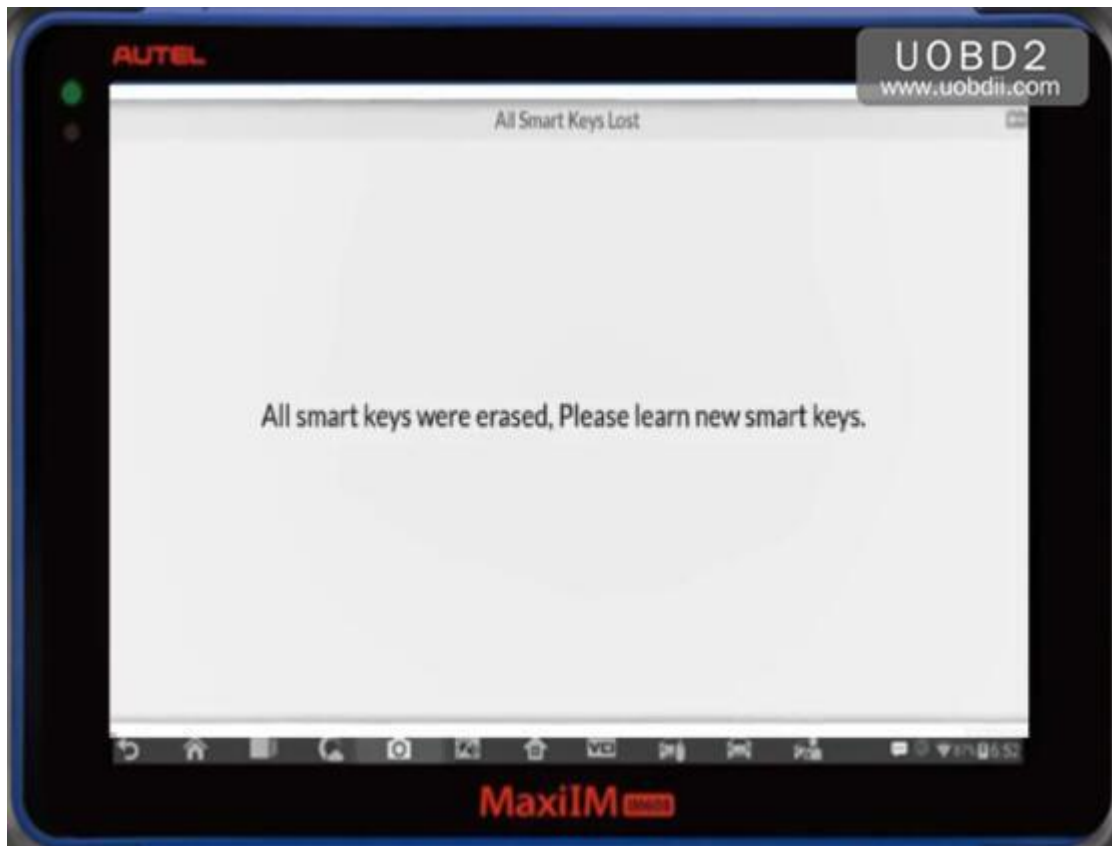 AUTEL
UOBD2
www.uobdii.com
All Smart Keys Lost
All smart keys were erased, Please learn new smart keys.
VCI
MaxiIM